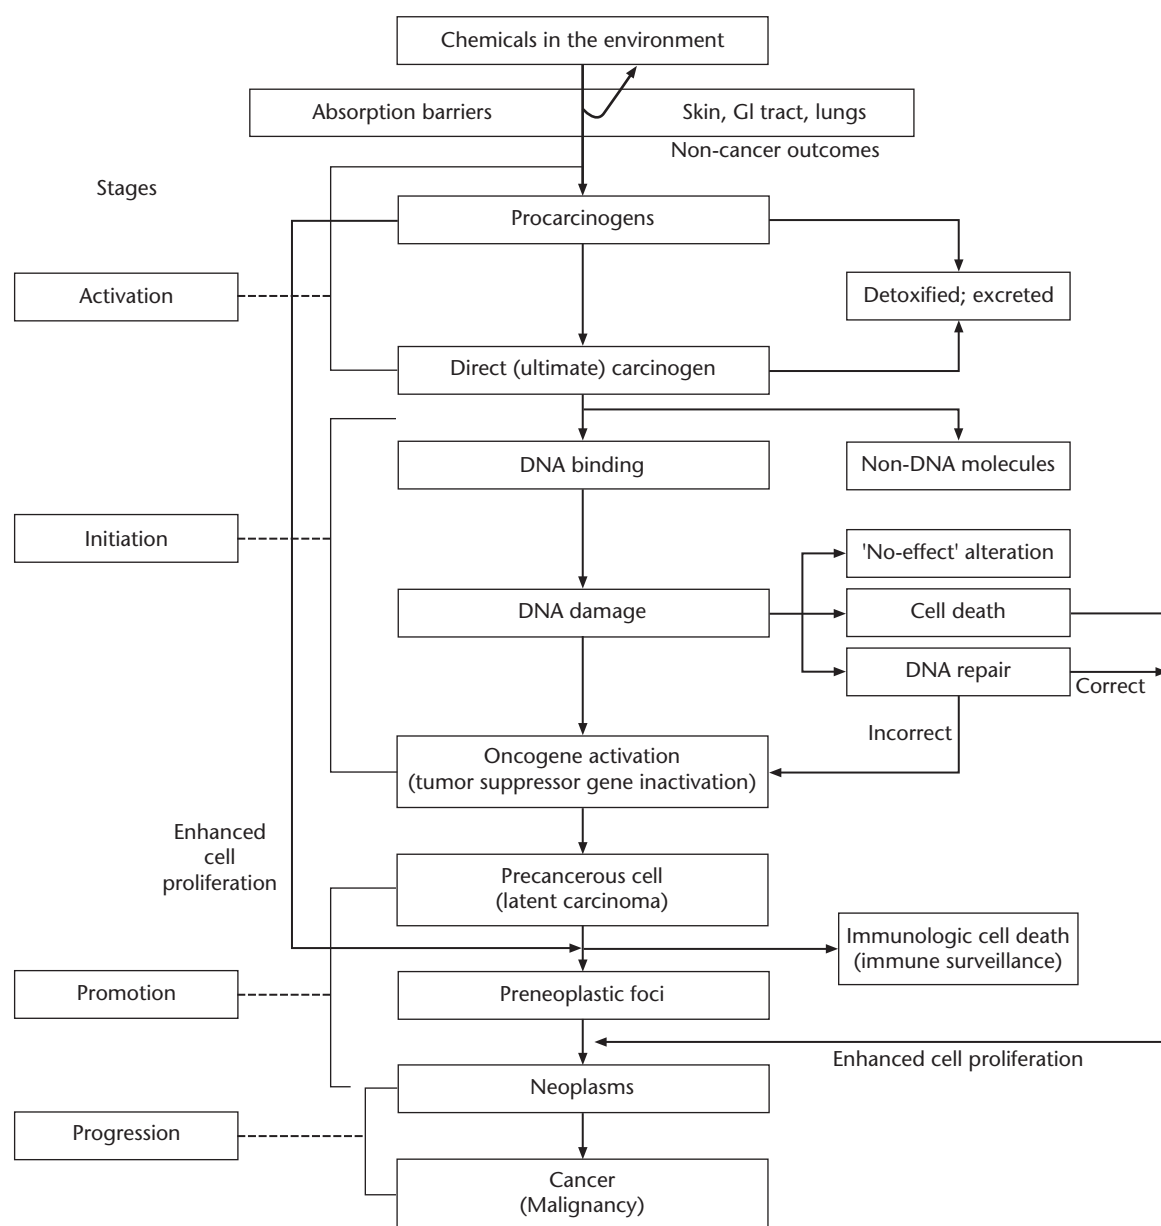 Chemicals in the environment
Absorption barriers
Skin, GI tract, lungs
Non-cancer outcomes
Stages
Procarcinogens
Activation
Detoxified; excreted
Direct (ultimate) carcinogen
DNA binding
Non-DNA molecules
Initiation
'No-effect' alteration
DNA damage
Cell death
DNA repair
Correct
Incorrect
Oncogene activation
(tumor suppressor gene inactivation)
Enhanced
cell
proliferation
Precancerous cell
(latent carcinoma)
Immunologic cell death
(immune surveillance)
Promotion
Preneoplastic foci
Enhanced cell proliferation
Neoplasms
Progression
Cancer
(Malignancy)